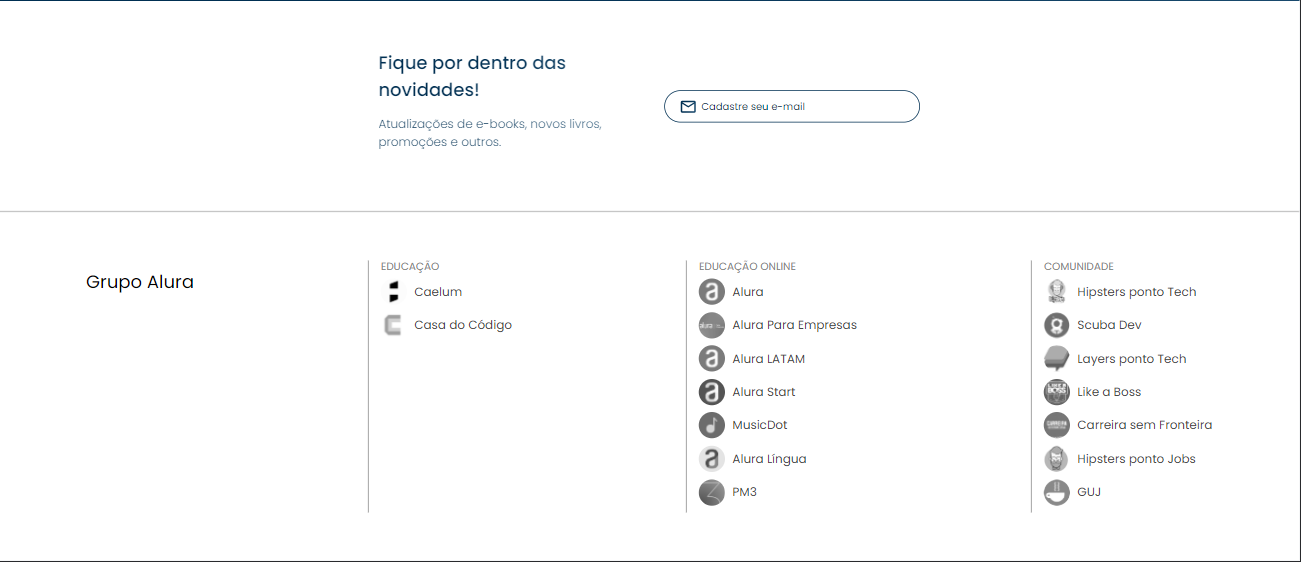 Fique por dentro das
novidades!
Atualizações de e-books, novos livros,
promoções e outros.
Cadastre seu e-mail
Grupo Alura
EDUCAÇÃO
Caelum
Casa do Código
EDUCAÇÃO ONLINE
Alura
Alura Para Empresas
Alura LATAM
Alura Start
MusicDot
Alura Língua
PM3
COMUNIDADE
Hipsters ponto Tech
Scuba Dev
Layers ponto Tech
Like a Boss
Carreira sem Fronteira
Hipsters ponto Jobs
GUJ